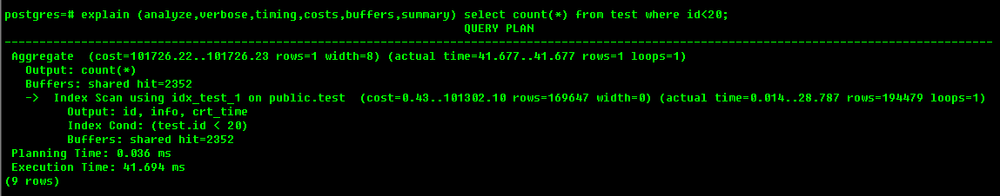 postgres=# explain (analyze,verbose,timing,costs,buffers,summary) select count(*) from test where id<20;
QUERY PLAN
----------------------------------------------------------------------------------------------------------------------------------------------
Aggregate  (cost=101726.22..101726.23 rows=1 width=8) (actual time=41.677..41.677 rows=1 loops=1)
Output: count(*)
Buffers: shared hit=2352
->  Index Scan using idx_test_1 on public.test  (cost=0.43..101302.10 rows=169647 width=0) (actual time=0.014..28.787 rows=194479 loops=1)
Output: id, info, crt_time
Index Cond: (test.id < 20)
Buffers: shared hit=2352
Planning Time: 0.036 ms
Execution Time: 41.694 ms
(9 rows)